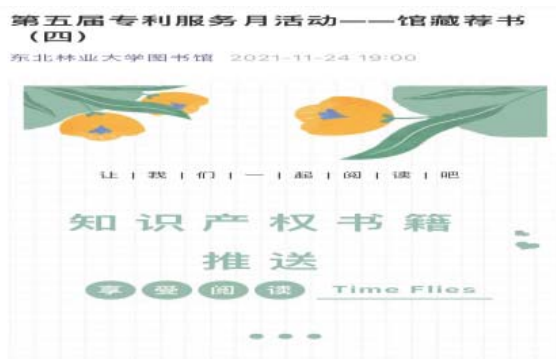 第五届专利服务月活动——馆藏荐书
（四）
东北林业大学图书馆 2021-11-24 19:00
让|我|们|一|起|阅|读|吧
知识产权书籍
推送
享受阅读 Time Flies